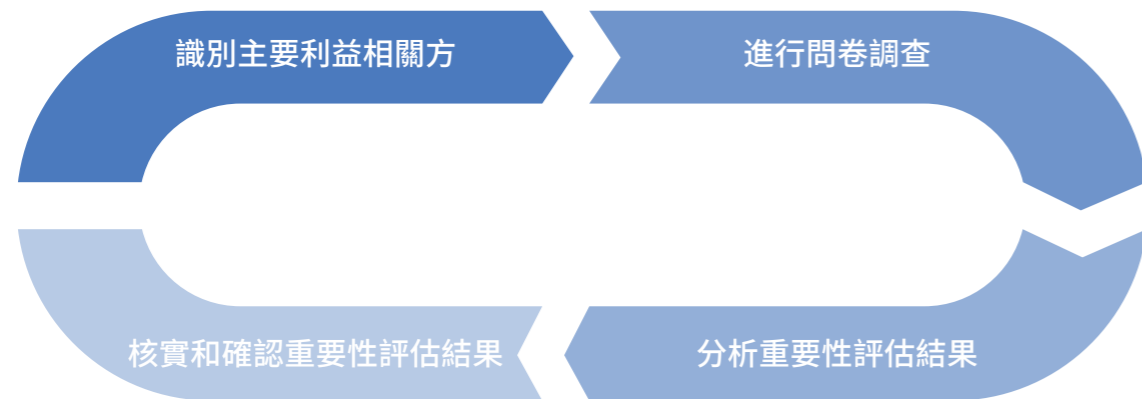 識別主要利益相關方
進行問卷調查
分析重要性評估結果
核實和確認重要性評估結果